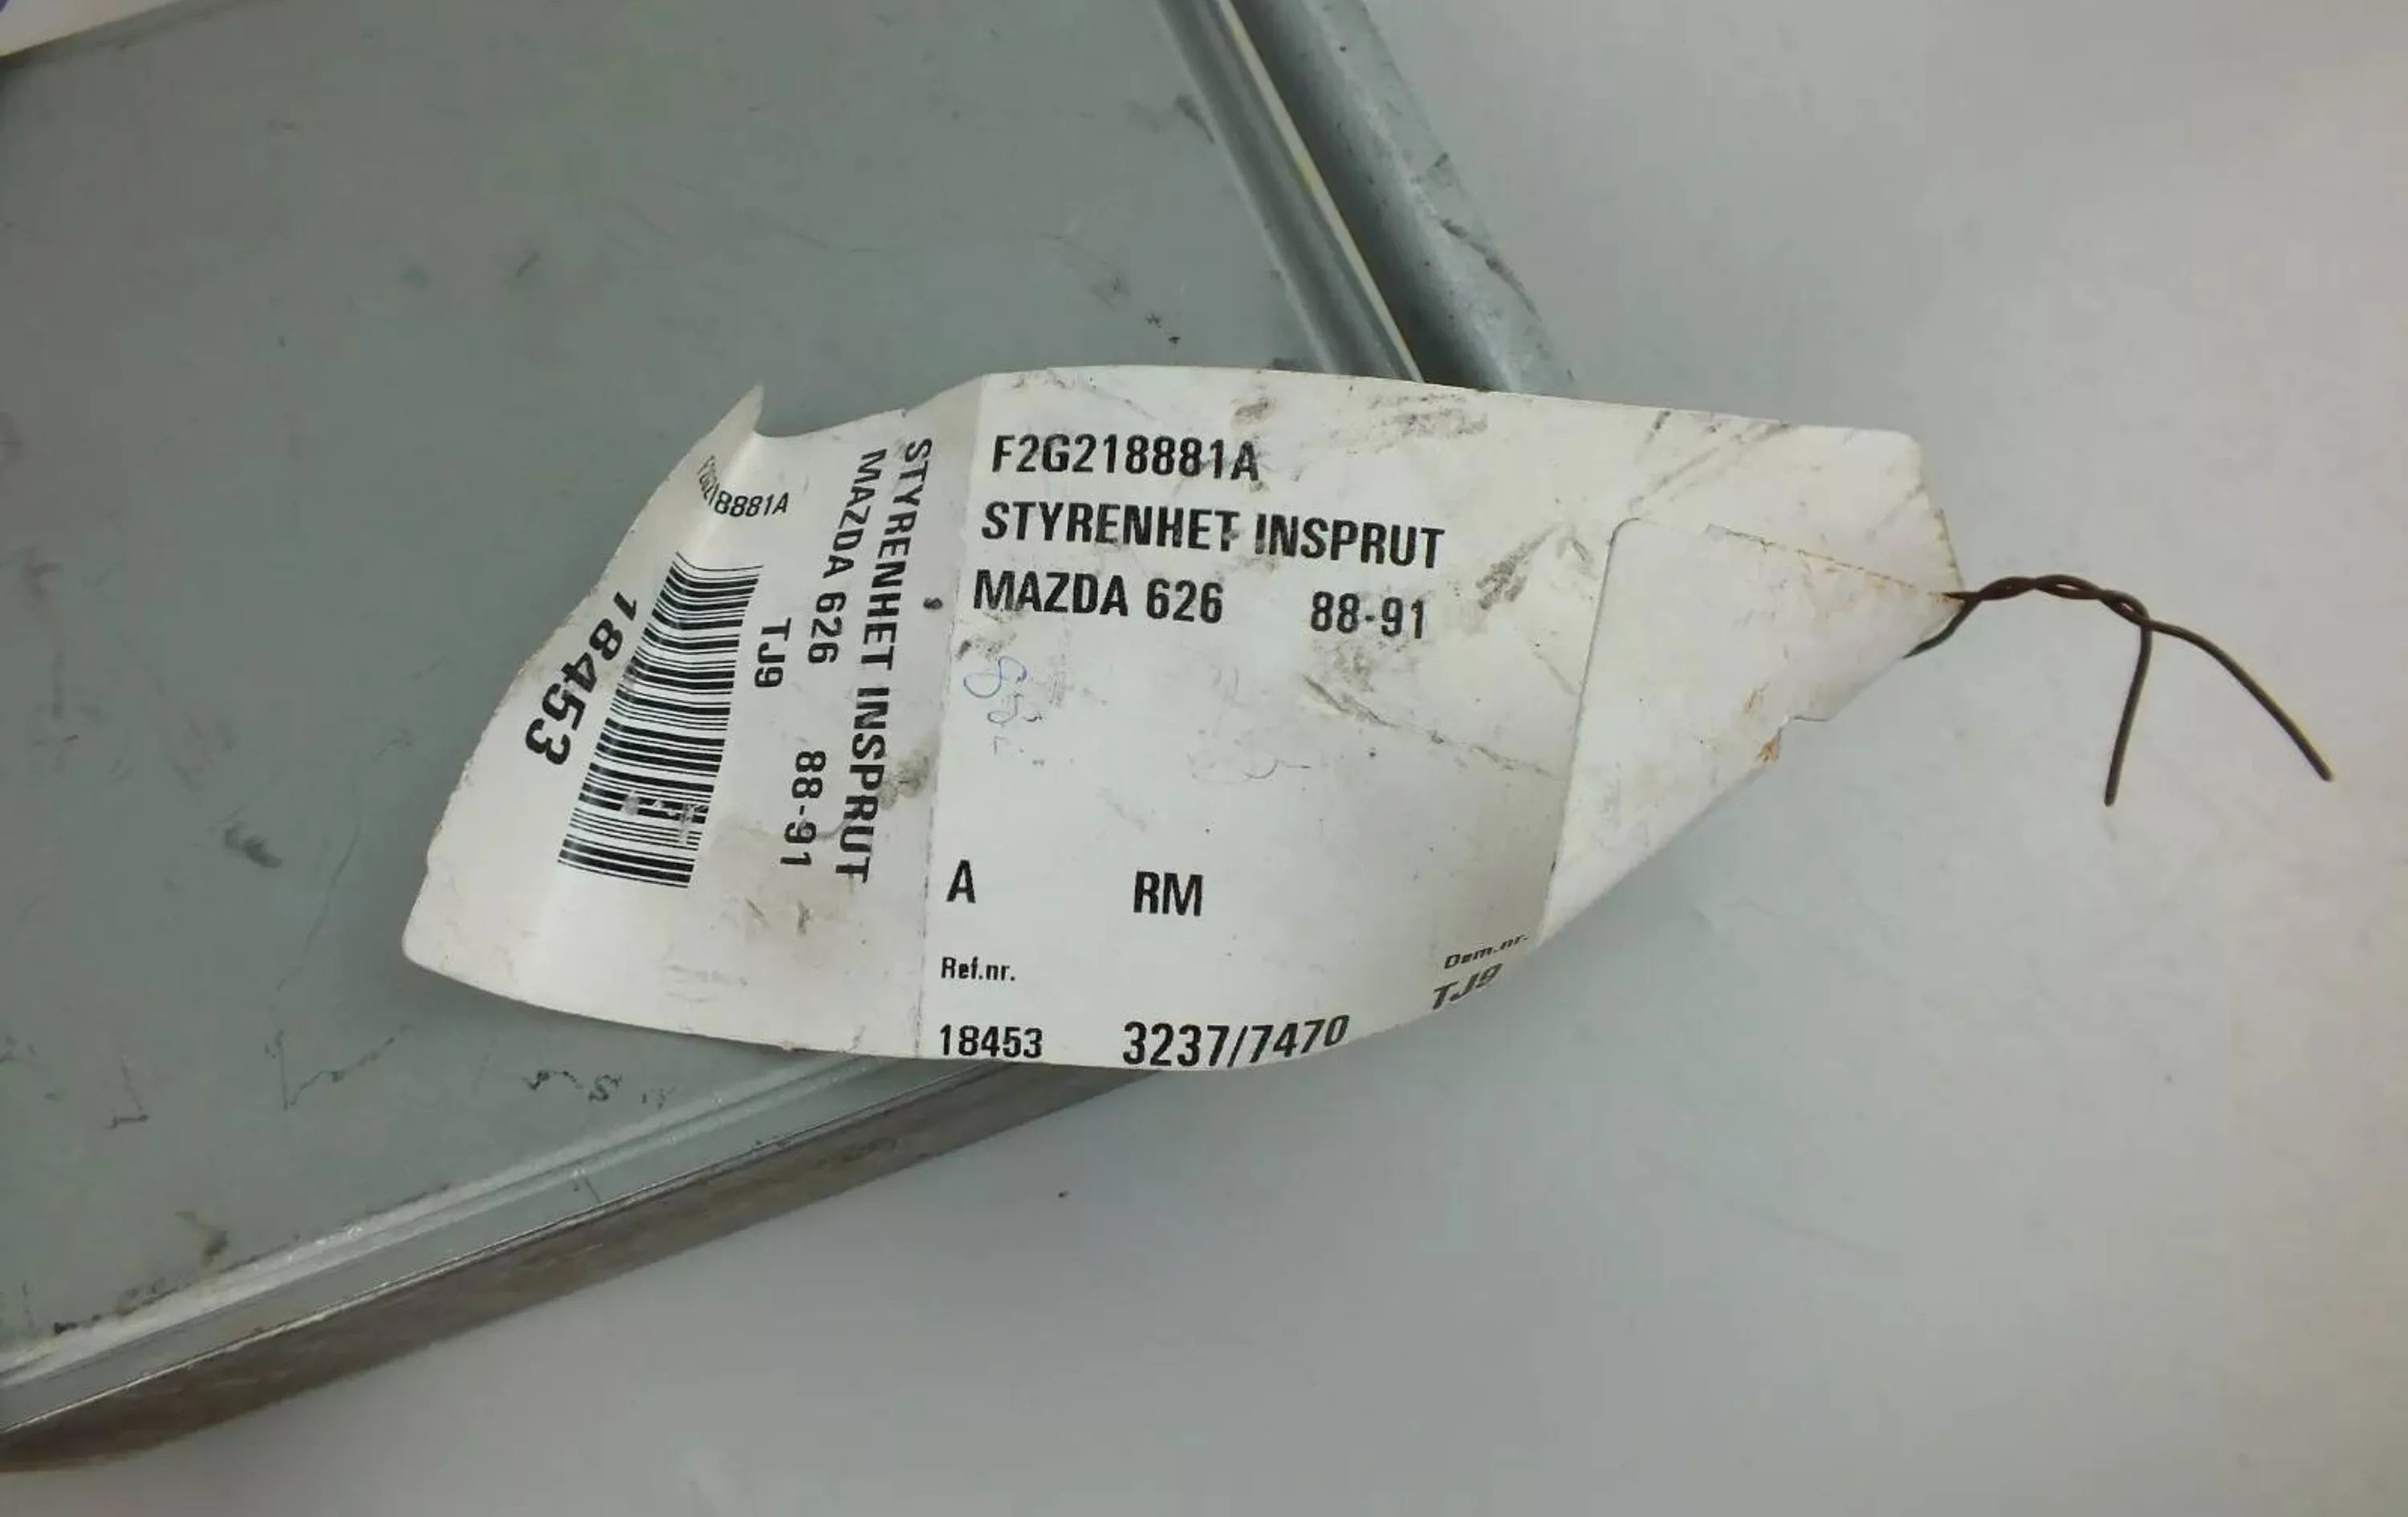 F2G218881A
STYRENHET INSPRUT
MAZDA 626 88-91
A RM
Ref.nr.
Dem.nr.
TJ9
18453 3237/7470
STYRENHET INSPRUT
MAZDA 626 88-91
TJ9
F2G218881A
18453